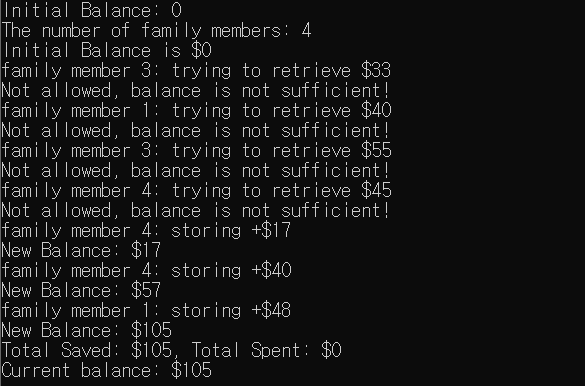 Initial Balance: 0
The number of family members: 4
Initial Balance is $0
family member 3: trying to retrieve $33
Not allowed, balance is not sufficient!
family member 1: trying to retrieve $40
Not allowed, balance is not sufficient!
family member 3: trying to retrieve $55
Not allowed, balance is not sufficient!
family member 4: trying to retrieve $45
Not allowed, balance is not sufficient!
family member 4: storing +$17
New Balance: $17
family member 4: storing +$40
New Balance: $57
family member 1: storing +$48
New Balance: $105
Total Saved: $105, Total Spent: $0
Current balance: $105